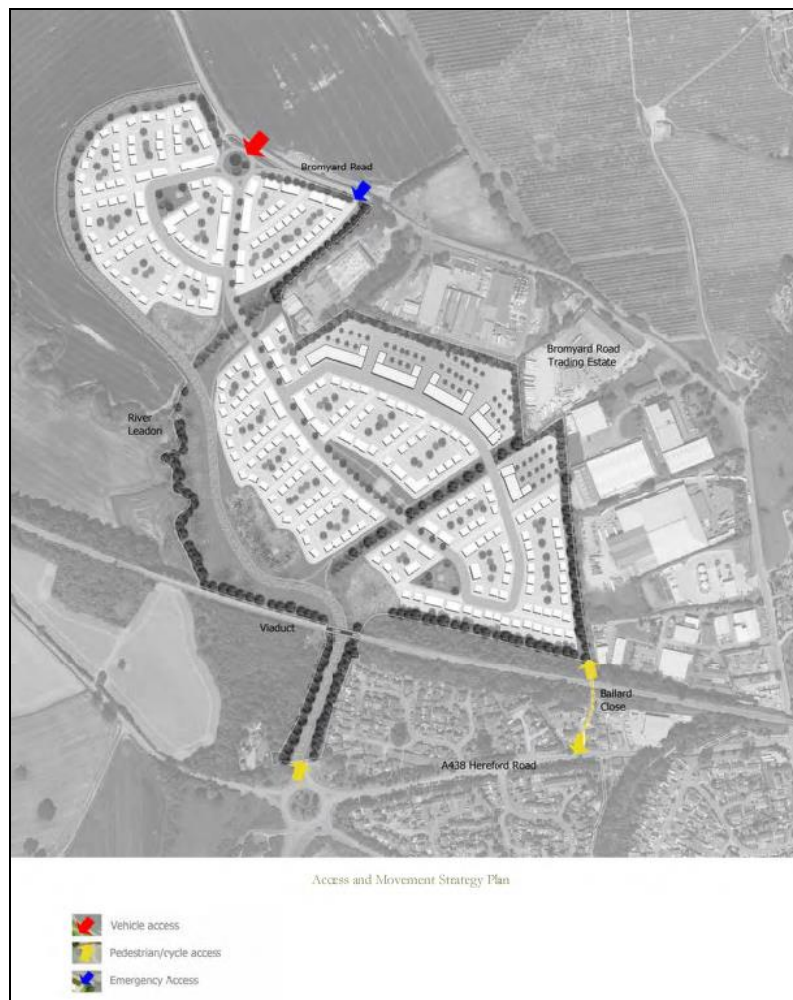 Bromyard Road
Bromyard Road
Trading Estate
River
Leadon
Viaduct
Ballard
Close
A438 Hereford Road
Access and Movement Strategy Plan
Vehicle access
Pedestrian/cycle access
Emergency Access